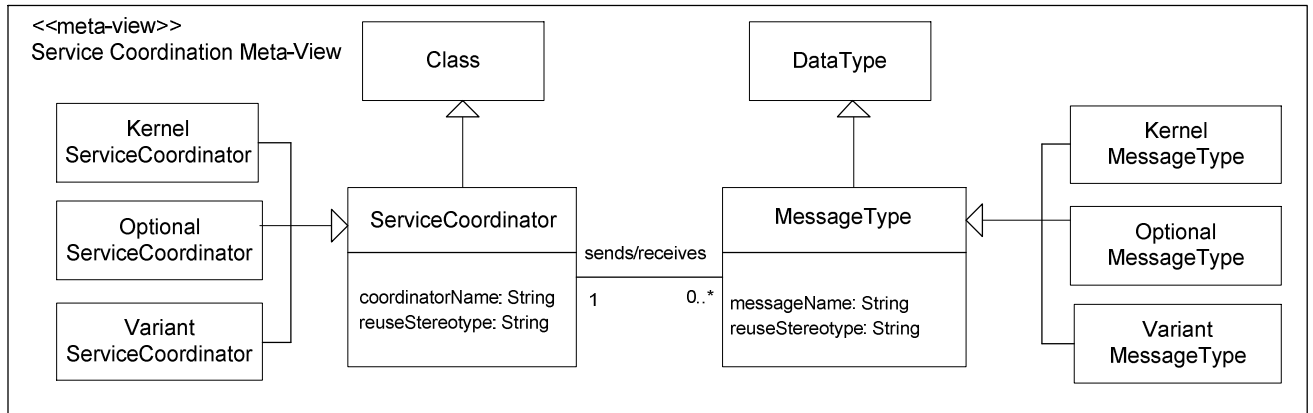 <<meta-view>>
Service Coordination Meta-View
Class
DataType
Kernel
ServiceCoordinator
Optional
ServiceCoordinator
Variant
ServiceCoordinator
ServiceCoordinator
coordinatorName: String
reuseStereotype: String
sends/receives
1
0..*
MessageType
messageName: String
reuseStereotype: String
Kernel
MessageType
Optional
MessageType
Variant
MessageType